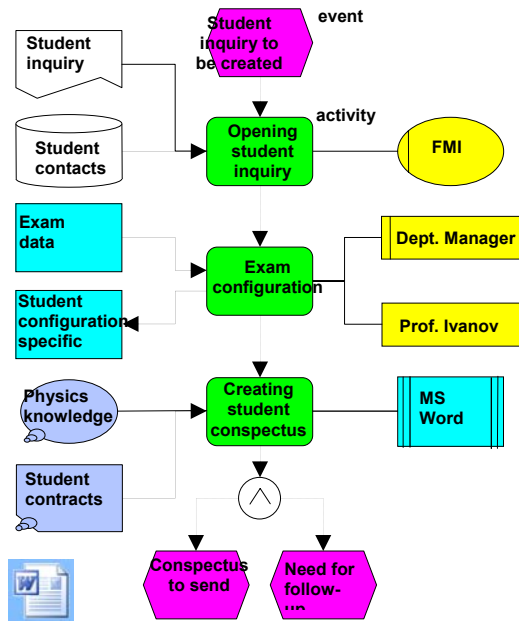 Student
inquiry to
be created
event
Student
inquiry
activity
Opening
student
inquiry
Student
contacts
FMI
Exam
data
Exam
configuration
Dept. Manager
Student
configuration
specific
Prof. Ivanov
Physics
knowledge
Creating
student
conspectus
MS
Word
Student
contracts
Conspectus
to send
Need for
follow-
W